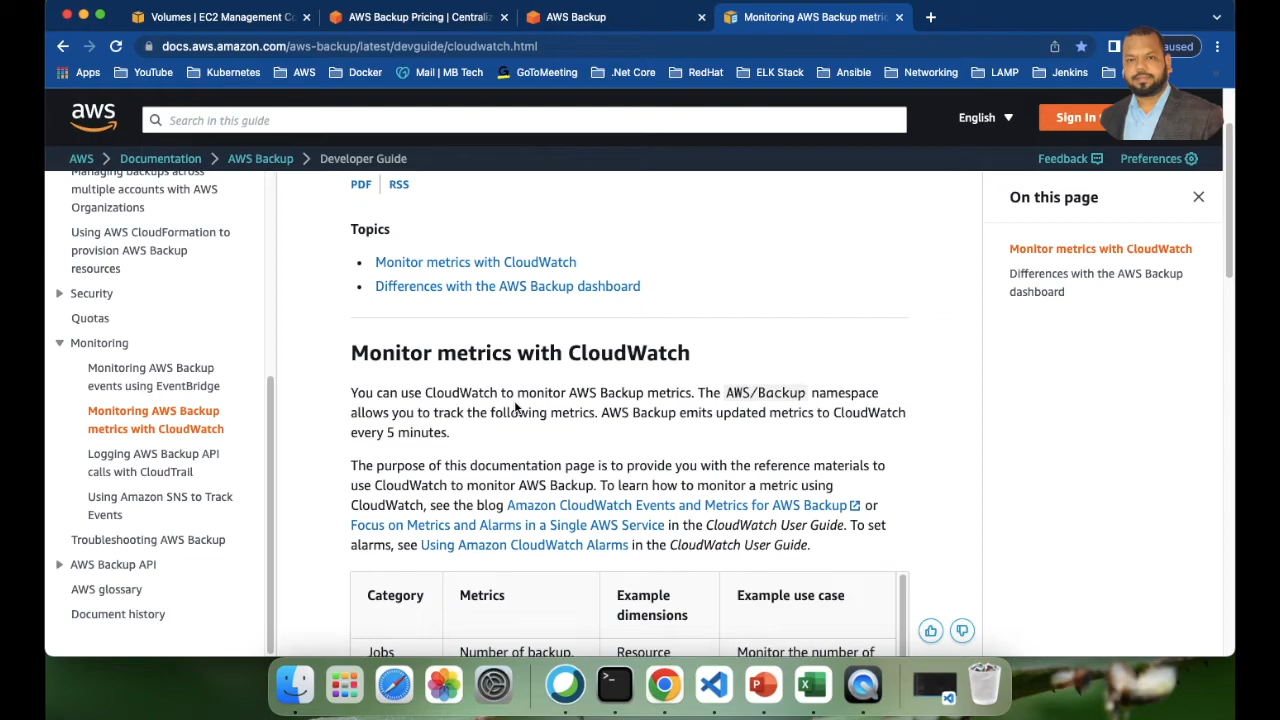 Volumes | EC2 Management C
AWS Backup Pricing | Centraliz
AWS Backup
Monitoring AWS Backup metric
docs.aws.amazon.com/aws-backup/latest/devguide/cloudwatch.html
aused
Apps YouTube Kubernetes AWS Docker Mail | MB Tech GoToMeeting .Net Core RedHat ELK Stack Ansible Networking LAMP Jenkins
aws
Search in this guide
English
Sign In
AWS Documentation AWS Backup Developer Guide
Feedback Preferences
Managing backups across
multiple accounts with AWS
Organizations
Using AWS CloudFormation to
provision AWS Backup
resources
Security
Quotas
Monitoring
Monitoring AWS Backup
events using EventBridge
Monitoring AWS Backup
metrics with CloudWatch
Logging AWS Backup API
calls with CloudTrail
Using Amazon SNS to Track
Events
Troubleshooting AWS Backup
AWS Backup API
AWS glossary
Document history
PDF RSS
Topics
• Monitor metrics with CloudWatch
• Differences with the AWS Backup dashboard
Monitor metrics with CloudWatch
You can use CloudWatch to monitor AWS Backup metrics. The AWS/Backup namespace
allows you to track the following metrics. AWS Backup emits updated metrics to CloudWatch
every 5 minutes.
The purpose of this documentation page is to provide you with the reference materials to
use CloudWatch to monitor AWS Backup. To learn how to monitor a metric using
CloudWatch, see the blog Amazon CloudWatch Events and Metrics for AWS Backup or
Focus on Metrics and Alarms in a Single AWS Service in the CloudWatch User Guide. To set
alarms, see Using Amazon CloudWatch Alarms in the CloudWatch User Guide.
Category Metrics Example Example use case
dimensions
Jobs Number of backup, Resource Monitor the number of
On this page
Monitor metrics with CloudWatch
Differences with the AWS Backup
dashboard